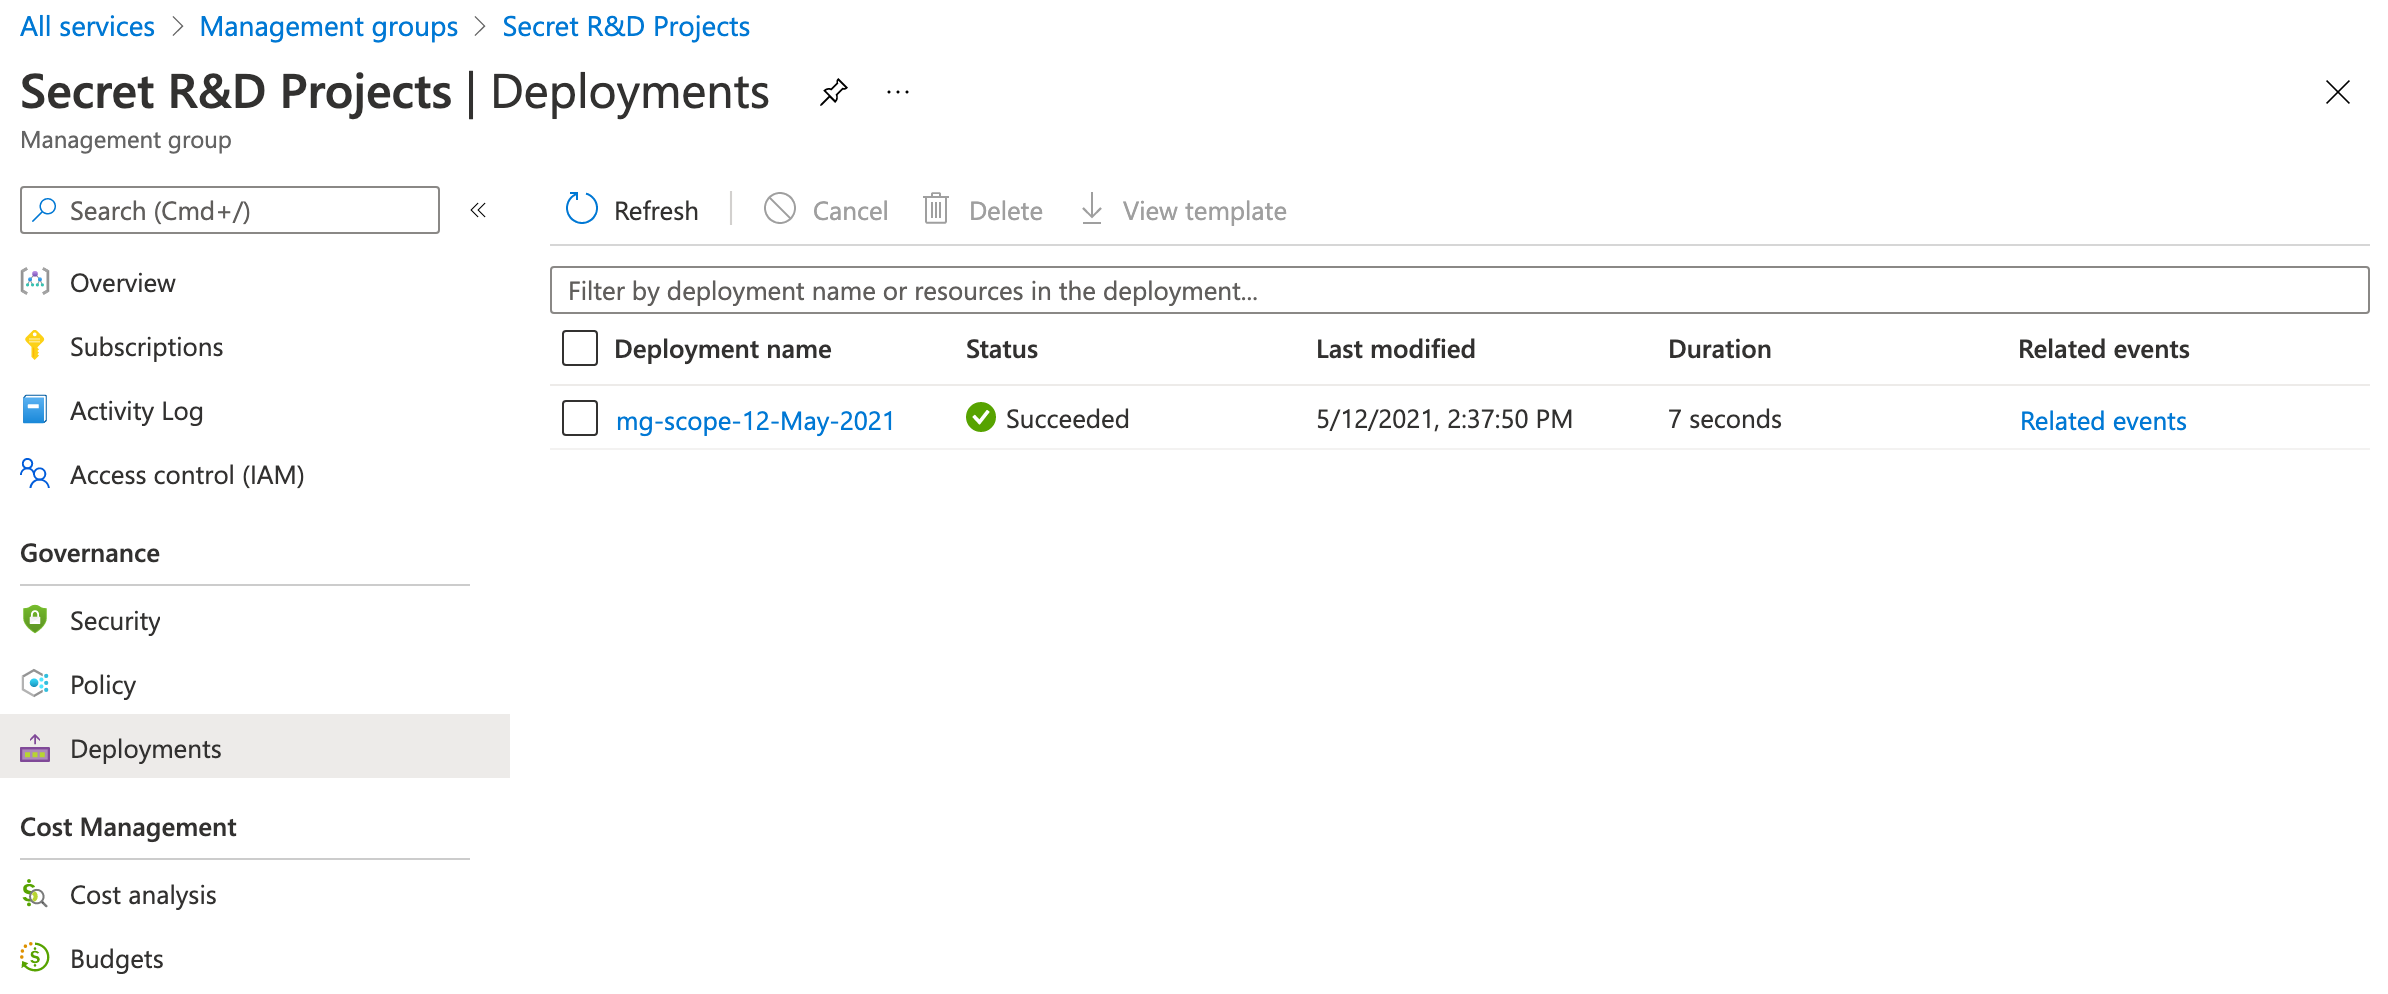 All services > Management groups > Secret R&D Projects
Secret R&D Projects | Deployments ...
Management group
Search (Cmd+/) «
Overview
Subscriptions
Activity Log
Access control (IAM)
Governance
Security
Policy
Deployments
Cost Management
Cost analysis
Budgets
Refresh Cancel Delete View template
Filter by deployment name or resources in the deployment...
Deployment name Status Last modified Duration Related events
mg-scope-12-May-2021 Succeeded 5/12/2021, 2:37:50 PM 7 seconds Related events